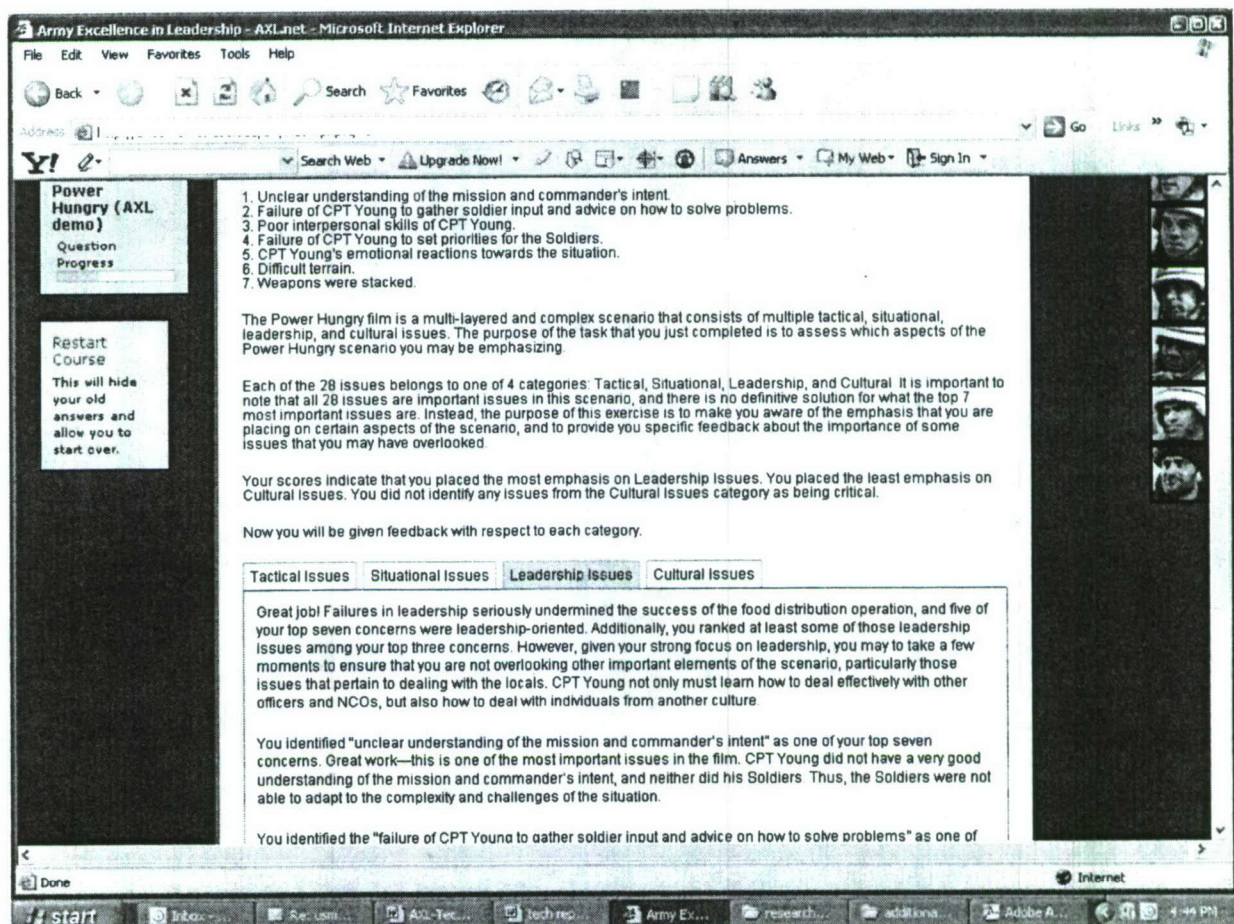 Army Excellence in Leadership - AXL.net - Microsoft Internet Explorer
File Edit View Favorites Tools Help
Back Search Favorites
Address Go Links »
Y! Search Web Upgrade Now! Answers My Web Sign In
Power
Hungry (AXL
demo)
Question
Progress
Restart
Course
This will hide
your old
answers and
allow you to
start over.
1. Unclear understanding of the mission and commander's intent.
2. Failure of CPT Young to gather soldier input and advice on how to solve problems.
3. Poor interpersonal skills of CPT Young.
4. Failure of CPT Young to set priorities for the Soldiers.
5. CPT Young's emotional reactions towards the situation.
6. Difficult terrain.
7. Weapons were stacked.
The Power Hungry film is a multi-layered and complex scenario that consists of multiple tactical, situational,
leadership, and cultural issues. The purpose of the task that you just completed is to assess which aspects of the
Power Hungry scenario you may be emphasizing.
Each of the 28 issues belongs to one of 4 categories: Tactical, Situational, Leadership, and Cultural. It is important to
note that all 28 issues are important issues in this scenario, and there is no definitive solution for what the top 7
most important issues are. Instead, the purpose of this exercise is to make you aware of the emphasis that you are
placing on certain aspects of the scenario, and to provide you specific feedback about the importance of some
issues that you may have overlooked.
Your scores indicate that you placed the most emphasis on Leadership Issues. You placed the least emphasis on
Cultural Issues. You did not identify any issues from the Cultural Issues category as being critical.
Now you will be given feedback with respect to each category.
Tactical Issues Situational Issues Leadership Issues Cultural Issues
Great job! Failures in leadership seriously undermined the success of the food distribution operation, and five of
your top seven concerns were leadership-oriented. Additionally, you ranked at least some of those leadership
issues among your top three concerns. However, given your strong focus on leadership, you may to take a few
moments to ensure that you are not overlooking other important elements of the scenario, particularly those
issues that pertain to dealing with the locals. CPT Young not only must learn how to deal effectively with other
officers and NCOs, but also how to deal with individuals from another culture.
You identified "unclear understanding of the mission and commander's intent" as one of your top seven
concerns. Great work—this is one of the most important issues in the film. CPT Young did not have a very good
understanding of the mission and commander's intent, and neither did his Soldiers. Thus, the Soldiers were not
able to adapt to the complexity and challenges of the situation.
You identified the "failure of CPT Young to gather soldier input and advice on how to solve problems" as one of
Done Internet
start Inbox - ... Re: usmi... AXL-Tec... tech rep... Army Ex... research... additiona... Adobe A... 4:44 PM